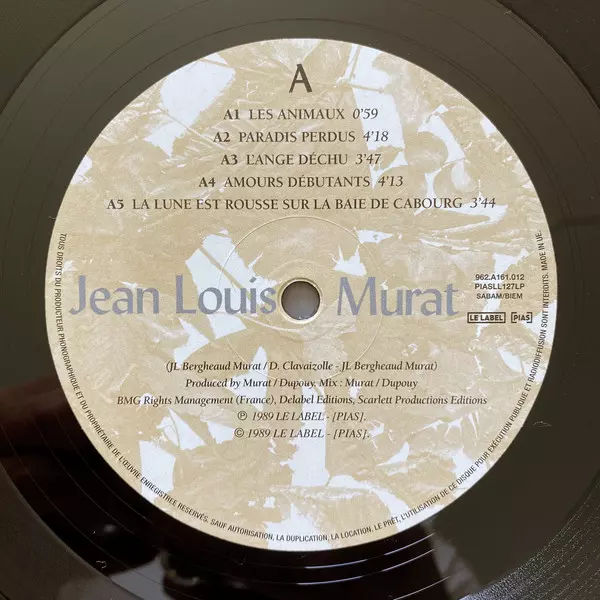 A
A1 LES ANIMAUX 0'59
A2 PARADIS PERDUS 4'18
A3 L'ANGE DÉCHU 3'47
A4 AMOURS DÉBUTANTS 4'13
A5 LA LUNE EST ROUSSE SUR LA BAIE DE CABOURG 3'44
Jean Louis Murat
962.A161.012
PIASLL127LP
SABAM/BIEM
LE LABEL [PIAS]
(JL Bergheaud Murat / D. Clavaizolle - JL Bergheaud Murat)
Produced by Murat / Dupouy. Mix : Murat / Dupouy
BMG Rights Management (France), Delabel Editions, Scarlett Productions Editions
℗ 1989 LE LABEL - [PIAS].
© 1989 LE LABEL - [PIAS].
TOUS DROITS DU PRODUCTEUR PHONOGRAPHIQUE ET DU PROPRIÉTAIRE DE L'ŒUVRE ENREGISTRÉE RÉSERVÉS. SAUF AUTORISATION, LA DUPLICATION, LA LOCATION, LE PRÊT, L'UTILISATION DE CE DISQUE POUR EXÉCUTION PUBLIQUE ET RADIODIFFUSION SONT INTERDITS. MADE IN UE.